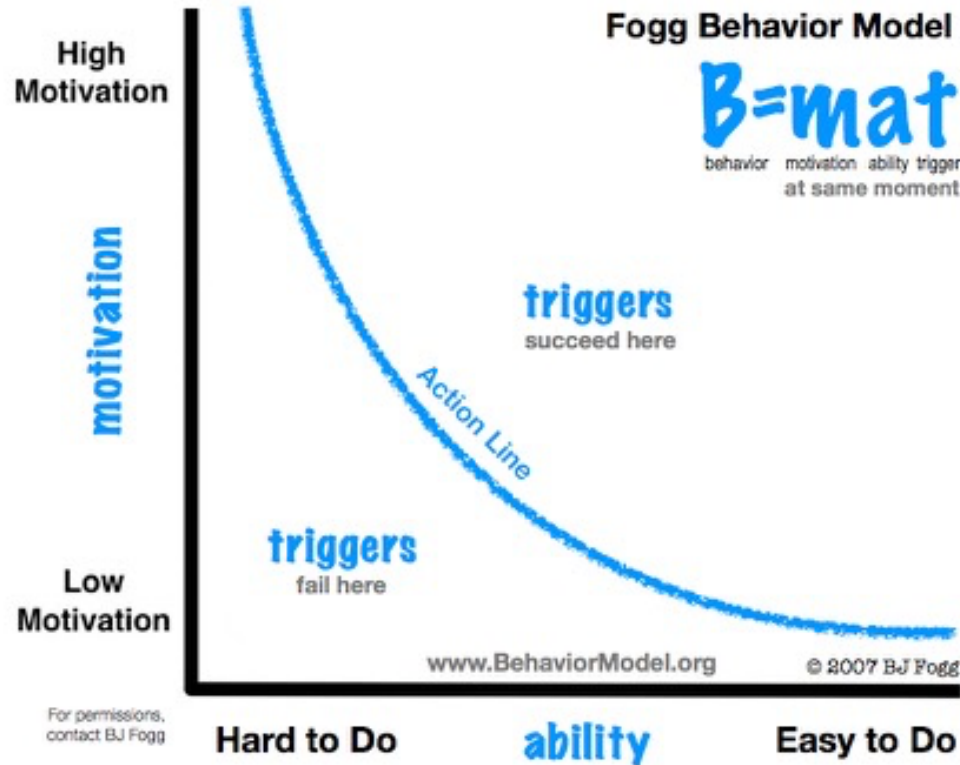 Fogg Behavior Model
B=mat
behavior motivation ability trigger
at same moment
High
Motivation
motivation
triggers
succeed here
Action Line
triggers
fail here
Low
Motivation
www.BehaviorModel.org
© 2007 BJ Fogg
For permissions,
contact BJ Fogg
Hard to Do
ability
Easy to Do